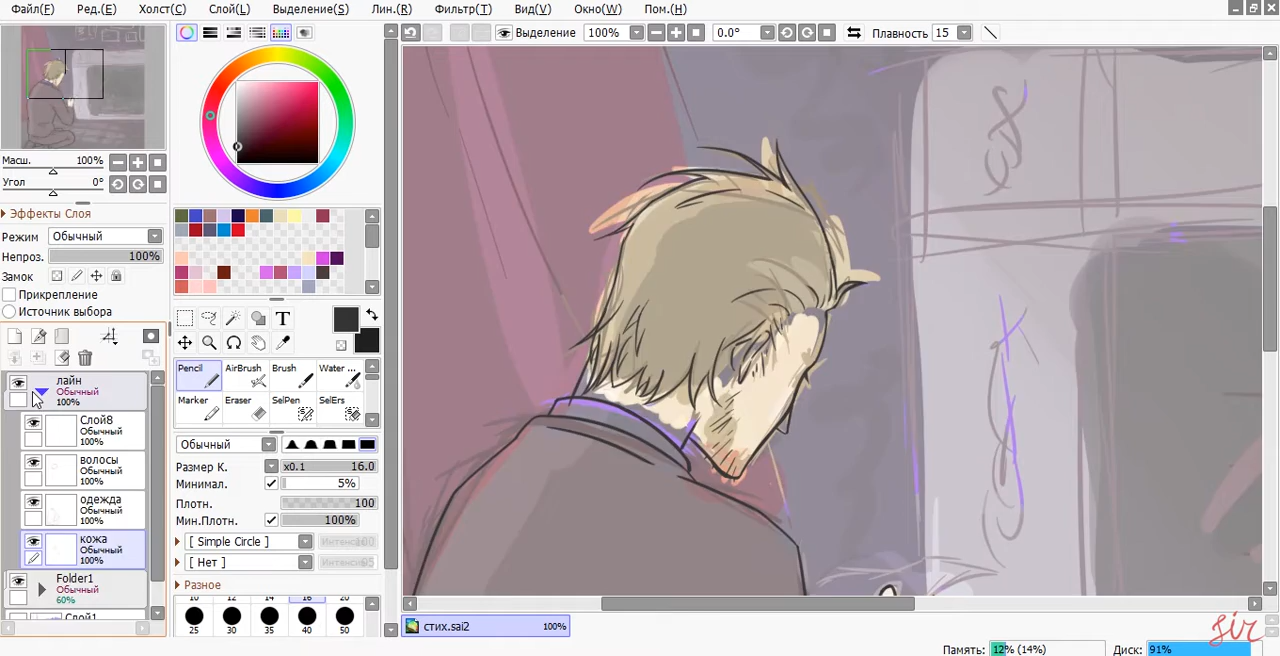 Файл(F) Ред.(E) Холст(C) Слой(L) Выделение(S) Лин.(R) Фильтр(T) Вид(V) Окно(W) Пом.(H)
Выделение 100% 0.0° Плавность 15
Масш. 100%
Угол 0°
Эффекты Слоя
Режим Обычный
Непроз. 100%
Замок
Прикрепление
Источник выбора
лайн
Обычный
100%
Слой8
Обычный
100%
волосы
Обычный
100%
одежда
Обычный
100%
кожа
Обычный
100%
Folder1
Обычный
60%
Слой1
T
Pencil AirBrush Brush Water ...
Marker Eraser SelPen SelErs
Обычный
Размер К. x0.1 16.0
Минимал. 5%
Плотн. 100
Мин.Плотн. 100%
[ Simple Circle ]
[ Нет ]
Разное
10 12 14 16 20
25 30 35 40 50
стих.sai2 100%
sir
Память: 12% (14%) Диск: 91%